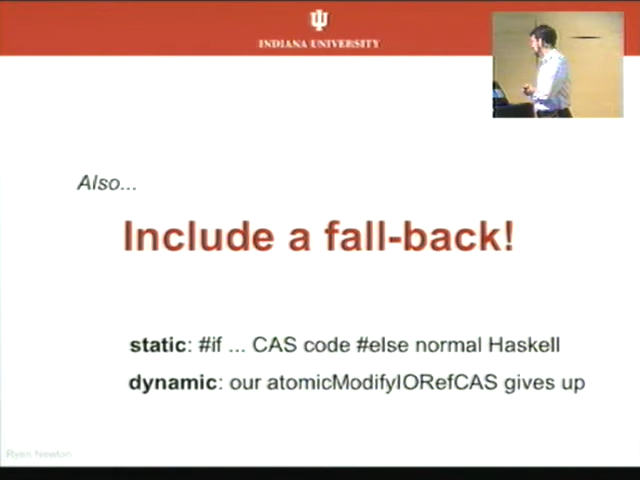 INDIANA UNIVERSITY
Also...
Include a fall-back!
static: #if ... CAS code #else normal Haskell
dynamic: our atomicModifyIORefCAS gives up
Ryan Newton